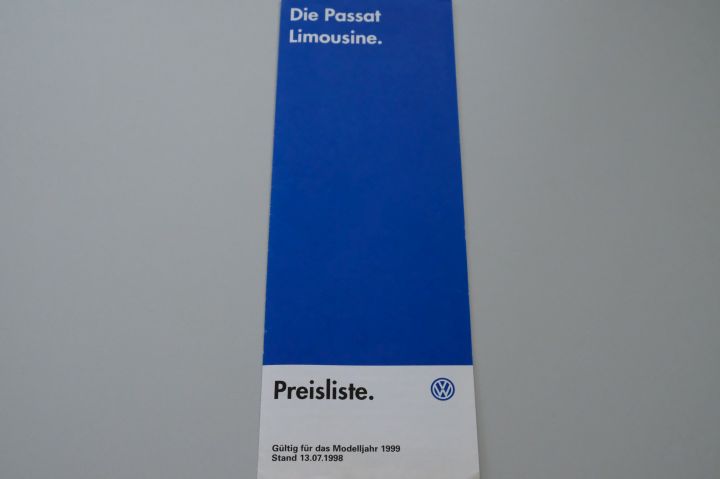 Die Passat
Limousine.
Preisliste.
Gültig für das Modelljahr 1999
Stand 13.07.1998